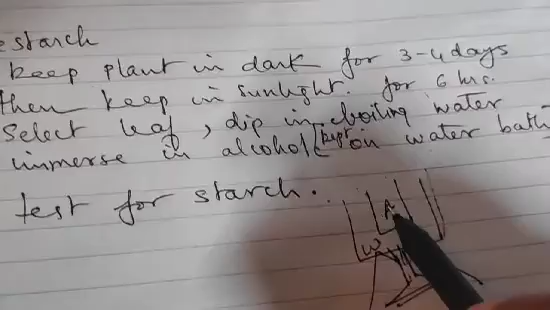 e starch
keep plant in dark for 3-4 days
then keep in sunlight. for 6 hrs.
Select leaf, dip in boiling water
immerse in alcohol [kept on water bath
test for starch.
A
W